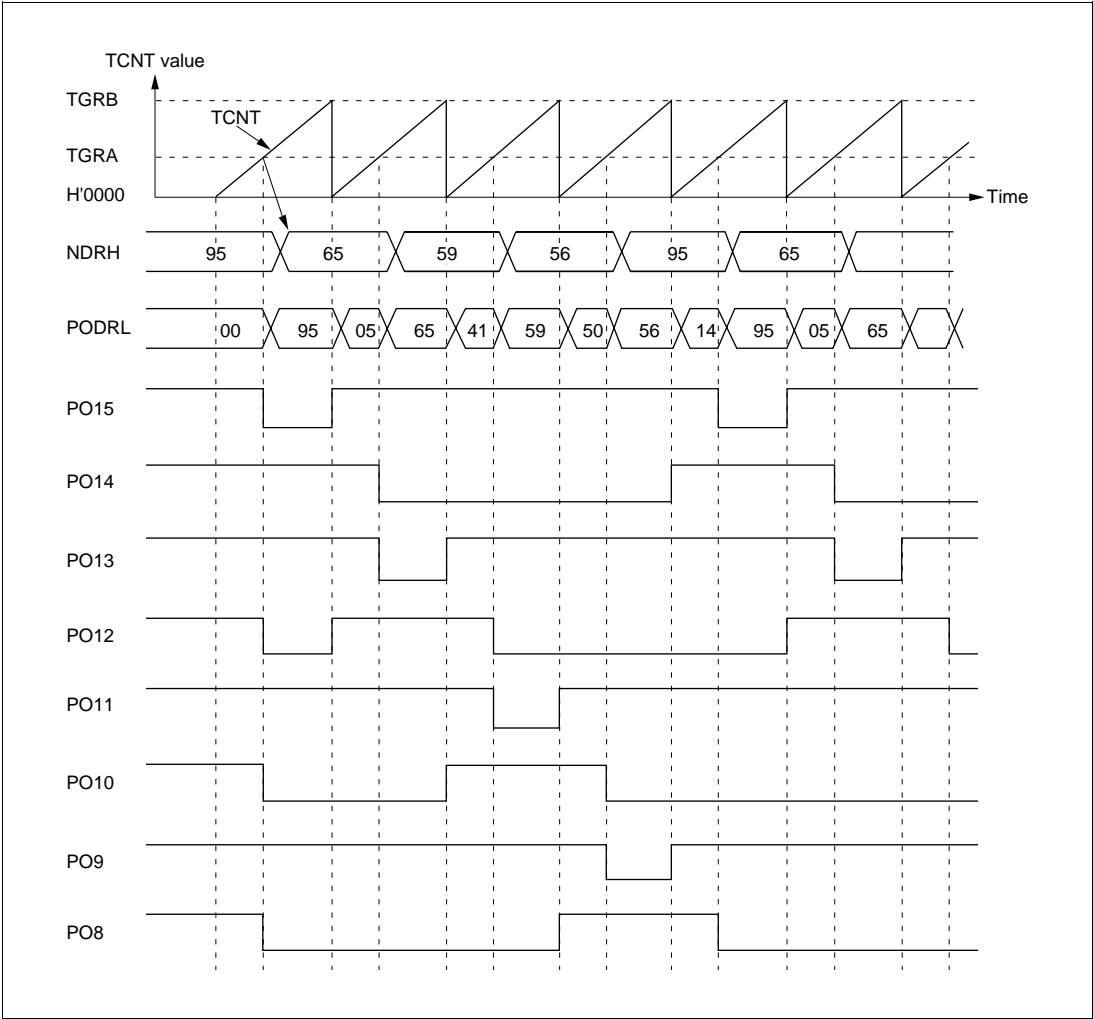 TCNT value
TGRB
TCNT
TGRA
H'0000
Time
NDRH 95 65 59 56 95 65
PODRL 00 95 05 65 41 59 50 56 14 95 05 65
PO15
PO14
PO13
PO12
PO11
PO10
PO9
PO8